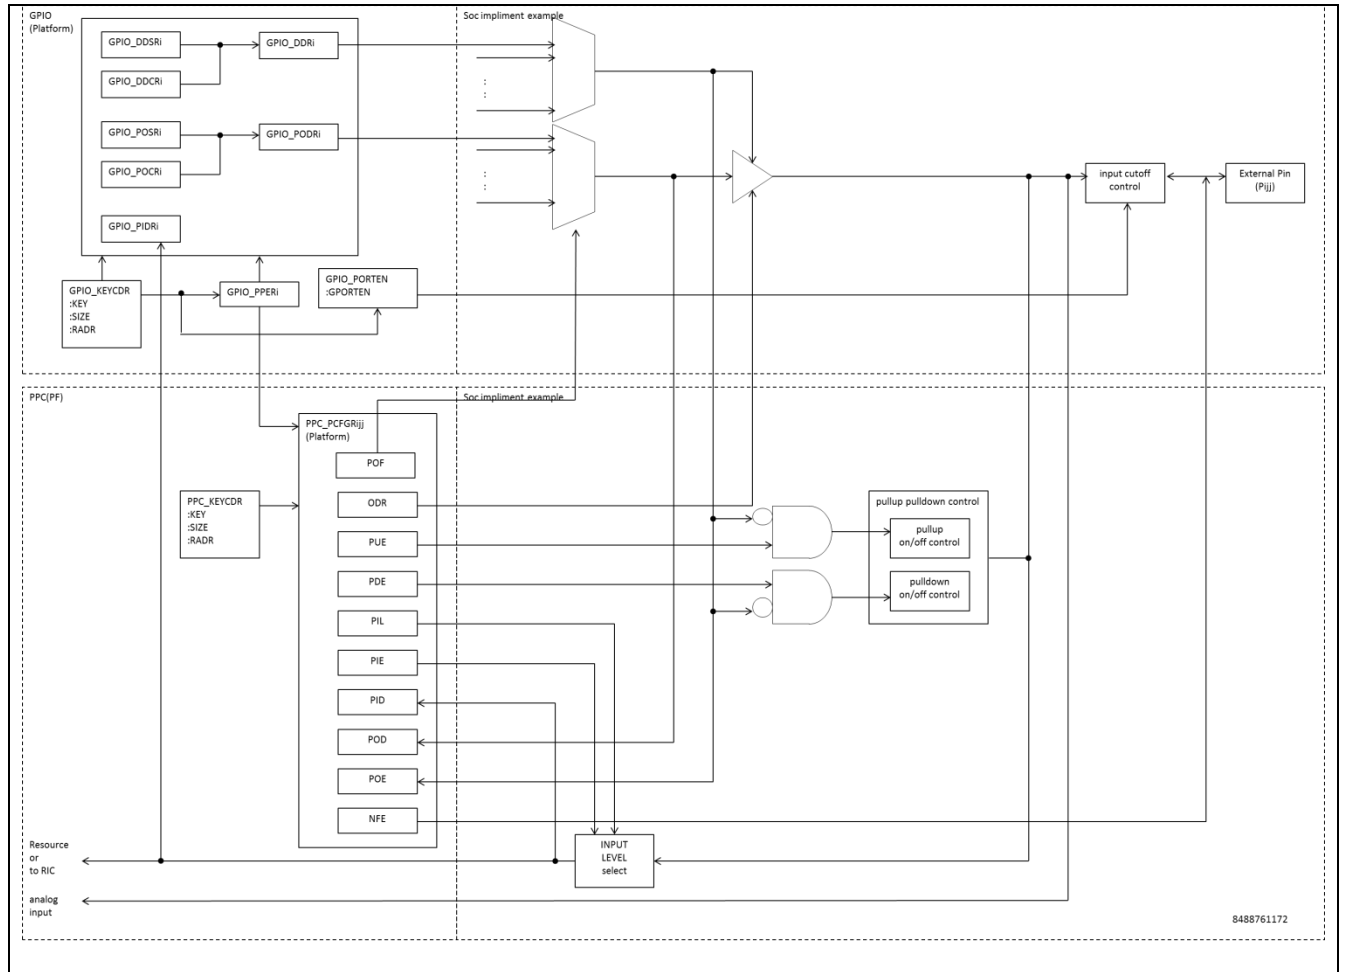 GPIO
(Platform)
Soc impliment example
GPIO_DDSRi
GPIO_DDRi
GPIO_DDCRi
:
:
GPIO_POSRi
GPIO_PODRi
GPIO_POCRi
:
:
input cutoff
control
External Pin
(Pijj)
GPIO_PIDRi
GPIO_KEYCDR
:KEY
:SIZE
:RADR
GPIO_PPERi
GPIO_PORTEN
:GPORTEN
PPC(PF)
Soc impliment example
PPC_PCFGRijj
(Platform)
POF
PPC_KEYCDR
:KEY
:SIZE
:RADR
ODR
PUE
PDE
PIL
PIE
PID
POD
POE
NFE
pullup pulldown control
pullup
on/off control
pulldown
on/off control
INPUT
LEVEL
select
Resource
or
to RIC
analog
input
8488761172